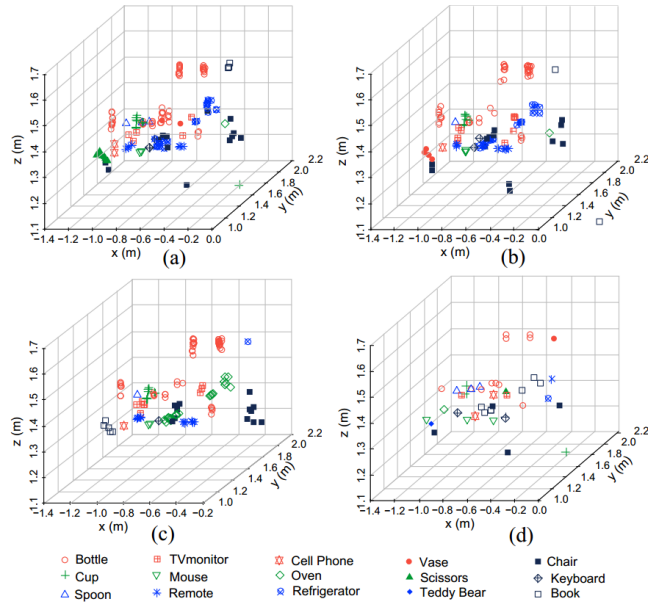 (a)
z (m)
1.7
1.6
1.5
1.4
1.3
1.2
1.1
−1.4 −1.2 −1.0 −0.8 −0.6 −0.4 −0.2 0.0
x (m)
1.0
1.2
1.4
1.6
1.8
2.0
2.2
y (m)
(b)
z (m)
1.7
1.6
1.5
1.4
1.3
1.2
1.1
−1.4 −1.2 −1.0 −0.8 −0.6 −0.4 −0.2 0.0
x (m)
1.0
1.2
1.4
1.6
1.8
2.0
2.2
y (m)
(c)
z (m)
1.7
1.6
1.5
1.4
1.3
1.2
1.1
−1.4 −1.2 −1.0 −0.8 −0.6 −0.4 −0.2
x (m)
1.0
1.2
1.4
1.6
1.8
2.0
2.2
y (m)
(d)
z (m)
1.7
1.6
1.5
1.4
1.3
1.2
1.1
−1.4 −1.2 −1.0 −0.8 −0.6 −0.4 −0.2 0.0
x (m)
1.0
1.2
1.4
1.6
1.8
2.0
2.2
y (m)
Bottle TVmonitor Cell Phone Vase Chair
Cup Mouse Oven Scissors Keyboard
Spoon Remote Refrigerator Teddy Bear Book